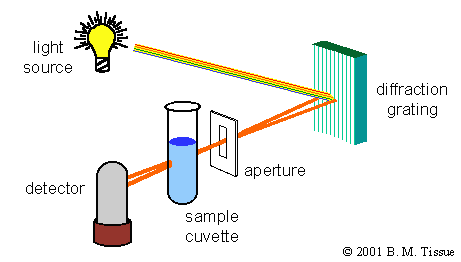 light
source
diffraction
grating
aperture
detector
sample
cuvette
© 2001 B. M. Tissue